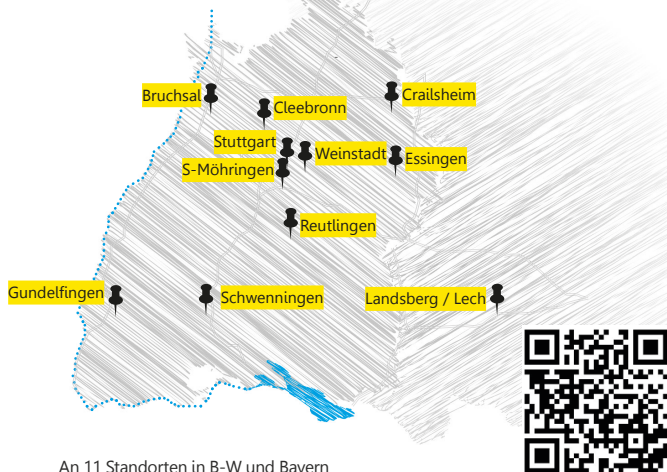 Bruchsal
Crailsheim
Cleebronn
Stuttgart
Weinstadt
Essingen
S-Möhringen
Reutlingen
Gundelfingen
Schwenningen
Landsberg / Lech
An 11 Standorten in B-W und Bayern